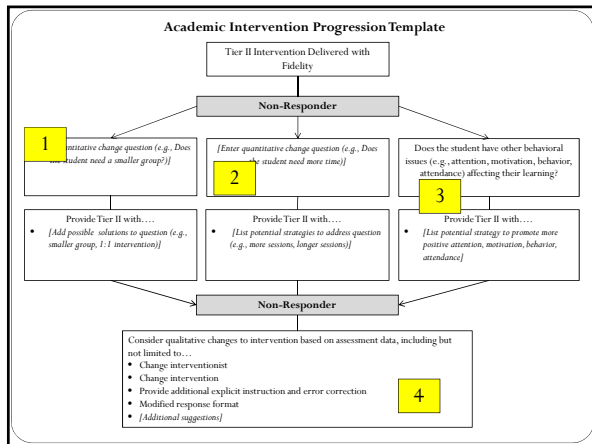 Academic Intervention Progression Template
Tier II Intervention Delivered with
Fidelity
Non-Responder
1
quantitative change question (e.g., Does
the student need a smaller group?)]
[Enter quantitative change question (e.g., Does
the student need more time)]
2
Does the student have other behavioral
issues (e.g., attention, motivation, behavior,
attendance) affecting their learning?
3
Provide Tier II with….
• [Add possible solutions to question (e.g.,
smaller group, 1:1 intervention)]
Provide Tier II with….
• [List potential strategies to address question
(e.g., more sessions, longer sessions)]
Provide Tier II with….
• [List potential strategy to promote more
positive attention, motivation, behavior,
attendance]
Non-Responder
Consider qualitative changes to intervention based on assessment data, including but
not limited to…
• Change interventionist
• Change intervention
• Provide additional explicit instruction and error correction
• Modified response format
• [Additional suggestions]
4